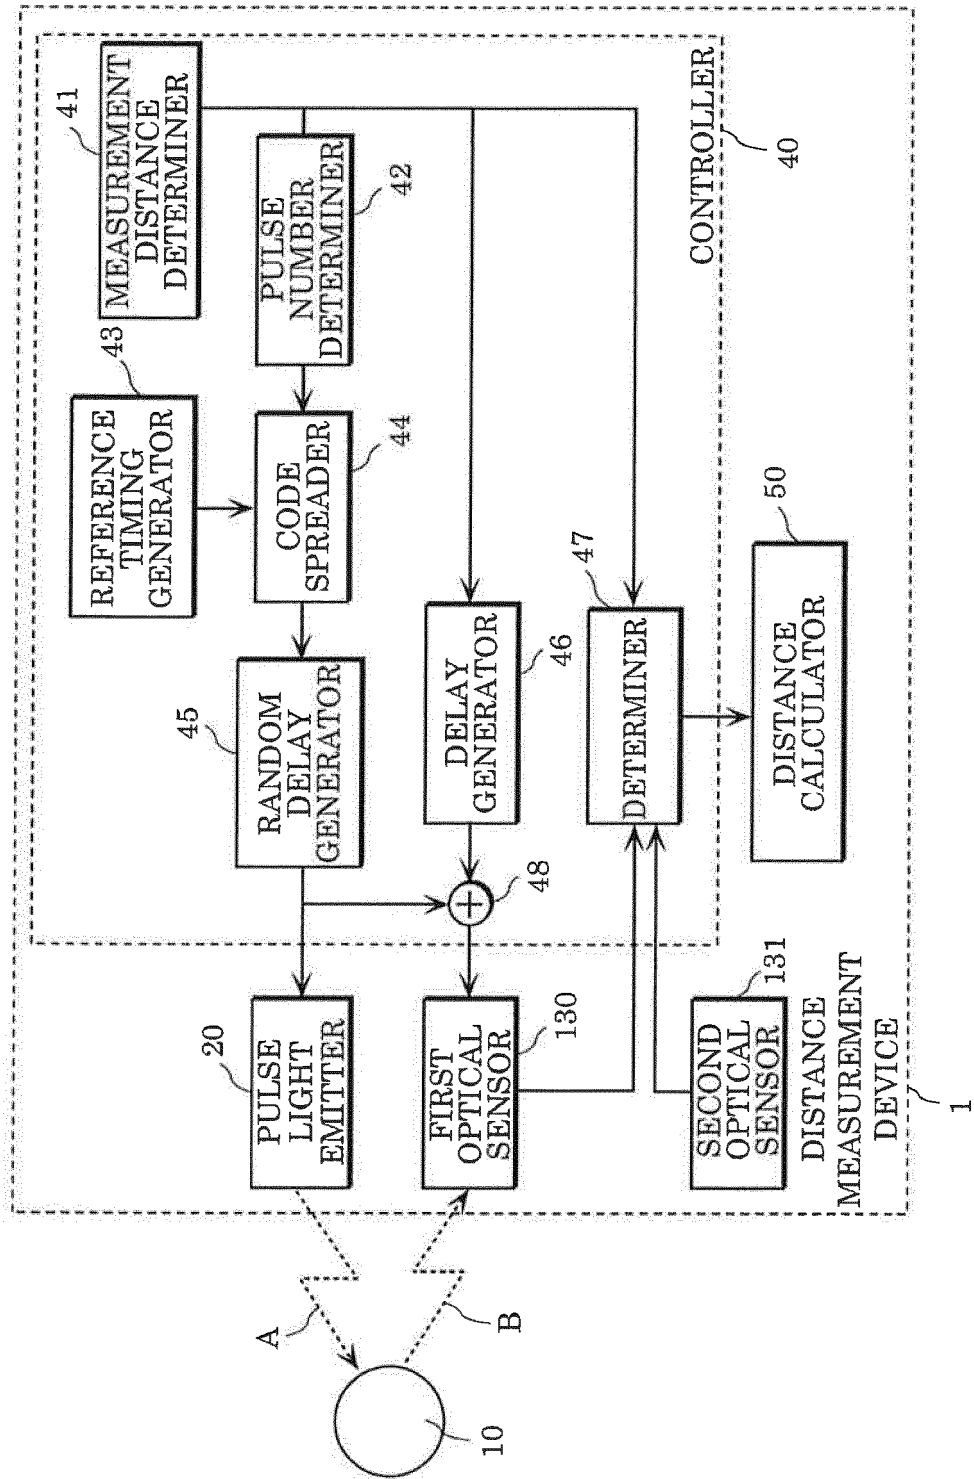 41
MEASUREMENT
DISTANCE
DETERMINER
PULSE
NUMBER
DETERMINER
42
CONTROLLER
40
43
REFERENCE
TIMING
GENERATOR
CODE
SPREADER
44
45
RANDOM
DELAY
GENERATOR
DELAY
GENERATOR
46
47
DETERMINER
50
DISTANCE
CALCULATOR
48
20
PULSE
LIGHT
EMITTER
FIRST
OPTICAL
SENSOR
130
131
SECOND
OPTICAL
SENSOR
DISTANCE
MEASUREMENT
DEVICE
1
A
B
10